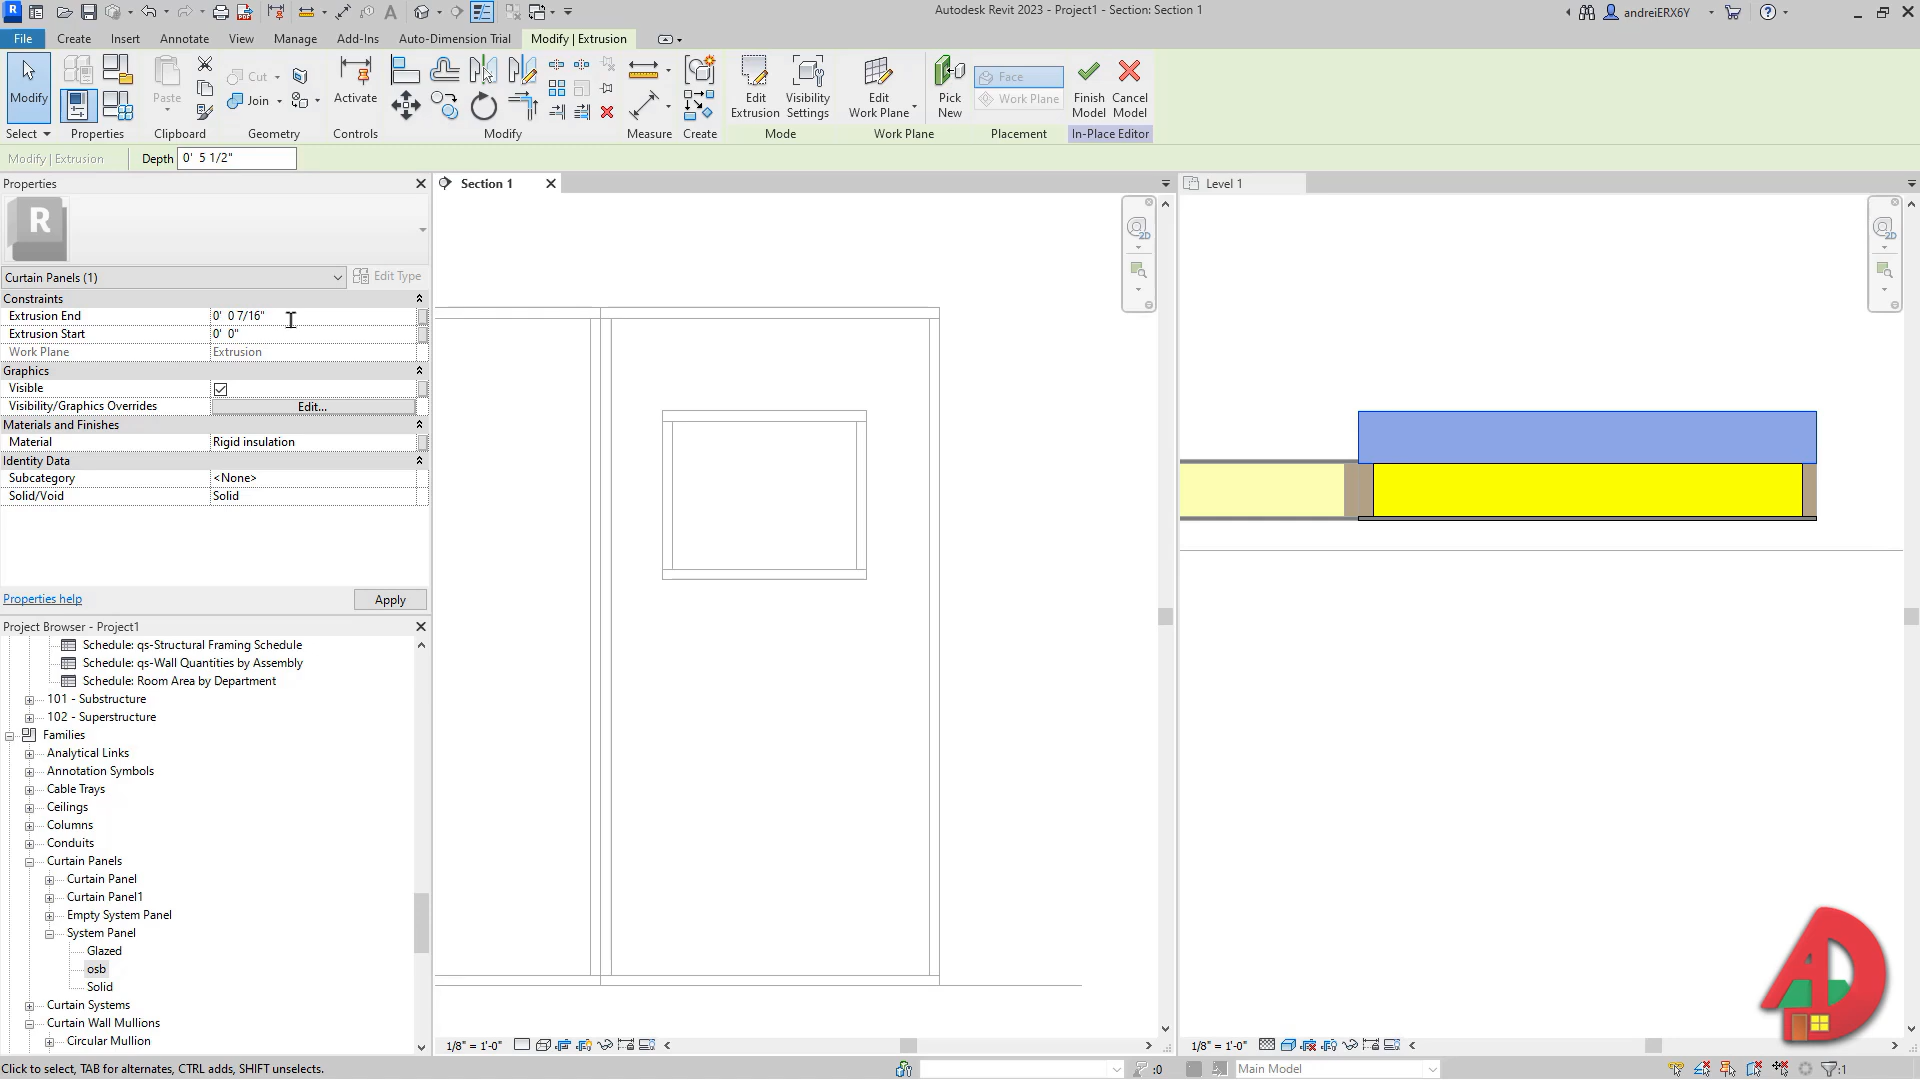 Autodesk Revit 2023 - Project1 - Section: Section 1
andreiERX6Y
File Create Insert Annotate View Manage Add-Ins Auto-Dimension Trial Modify | Extrusion
Modify
Paste
Cut
Join
Activate
Edit Extrusion
Visibility Settings
Edit Work Plane
Pick New
Face
Work Plane
Finish Model
Cancel Model
Select Properties Clipboard Geometry Controls Modify Measure Create Mode Work Plane Placement In-Place Editor
Modify | Extrusion Depth 0' 5 1/2"
Properties
Section 1
Level 1
R
Curtain Panels (1) Edit Type
Constraints
Extrusion End 0' 0 7/16"
Extrusion Start 0' 0"
Work Plane Extrusion
Graphics
Visible
Visibility/Graphics Overrides Edit...
Materials and Finishes
Material Rigid insulation
Identity Data
Subcategory <None>
Solid/Void Solid
Properties help Apply
Project Browser - Project1
Schedule: qs-Structural Framing Schedule
Schedule: qs-Wall Quantities by Assembly
Schedule: Room Area by Department
101 - Substructure
102 - Superstructure
Families
Analytical Links
Annotation Symbols
Cable Trays
Ceilings
Columns
Conduits
Curtain Panels
Curtain Panel
Curtain Panel1
Empty System Panel
System Panel
Glazed
osb
Solid
Curtain Systems
Curtain Wall Mullions
Circular Mullion
2D
2D
1/8" = 1'-0"
1/8" = 1'-0"
Click to select, TAB for alternates, CTRL adds, SHIFT unselects.
:0
Main Model
:1